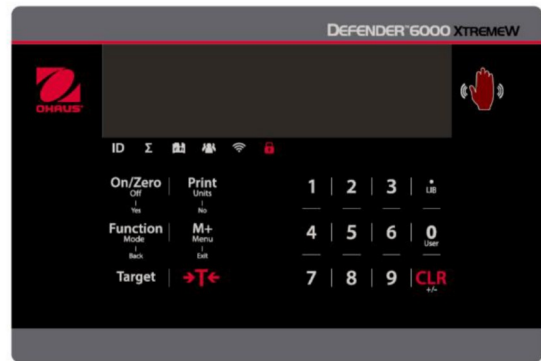 DEFENDER™6000 XTREMEW
OHAUS®
ID Σ
On/Zero Print 1 2 3 .
Off Units LIB
Yes No
Function M+ 4 5 6 0
Mode Menu User
Back Exit
Target →T← 7 8 9 CLR
+/-